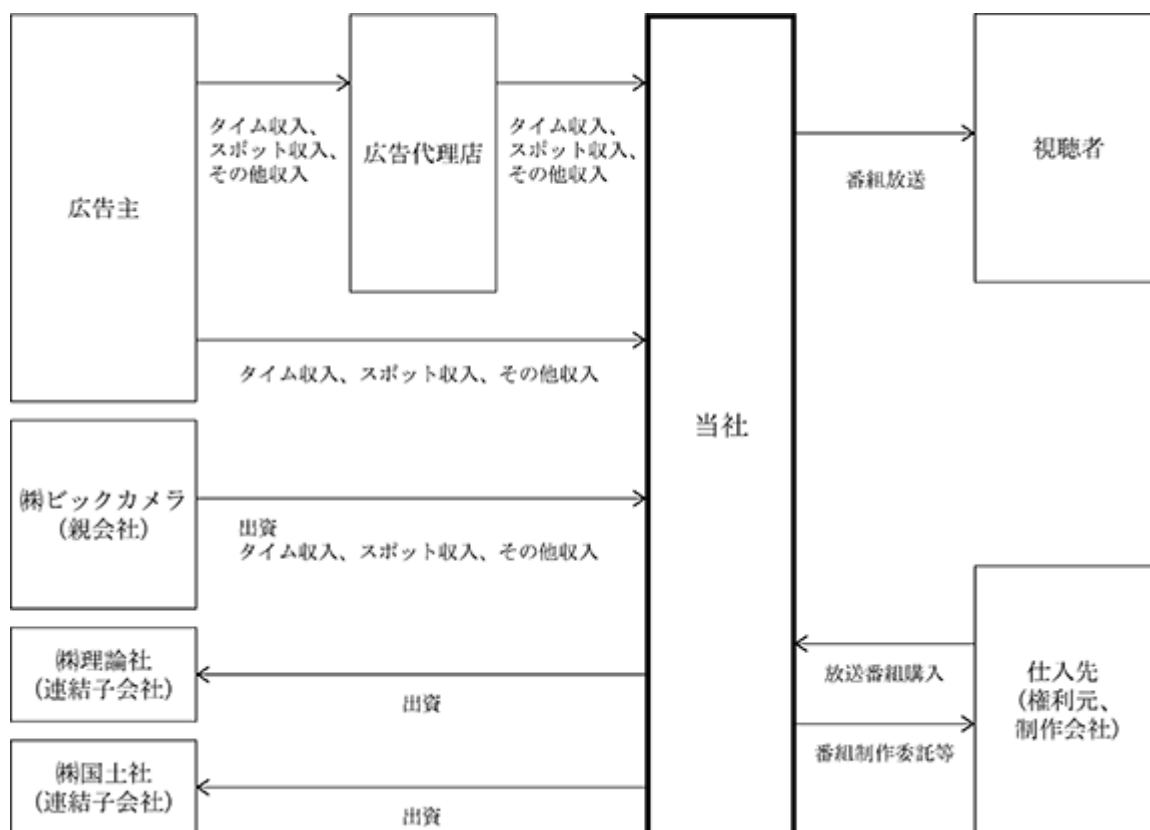 広告主
タイム収入、
スポット収入、
その他収入
広告代理店
タイム収入、
スポット収入、
その他収入
タイム収入、スポット収入、その他収入
㈱ビックカメラ
(親会社)
出資
タイム収入、スポット収入、その他収入
㈱理論社
(連結子会社)
出資
㈱国土社
(連結子会社)
出資
当社
番組放送
視聴者
放送番組購入
番組制作委託等
仕入先
(権利元、
制作会社)